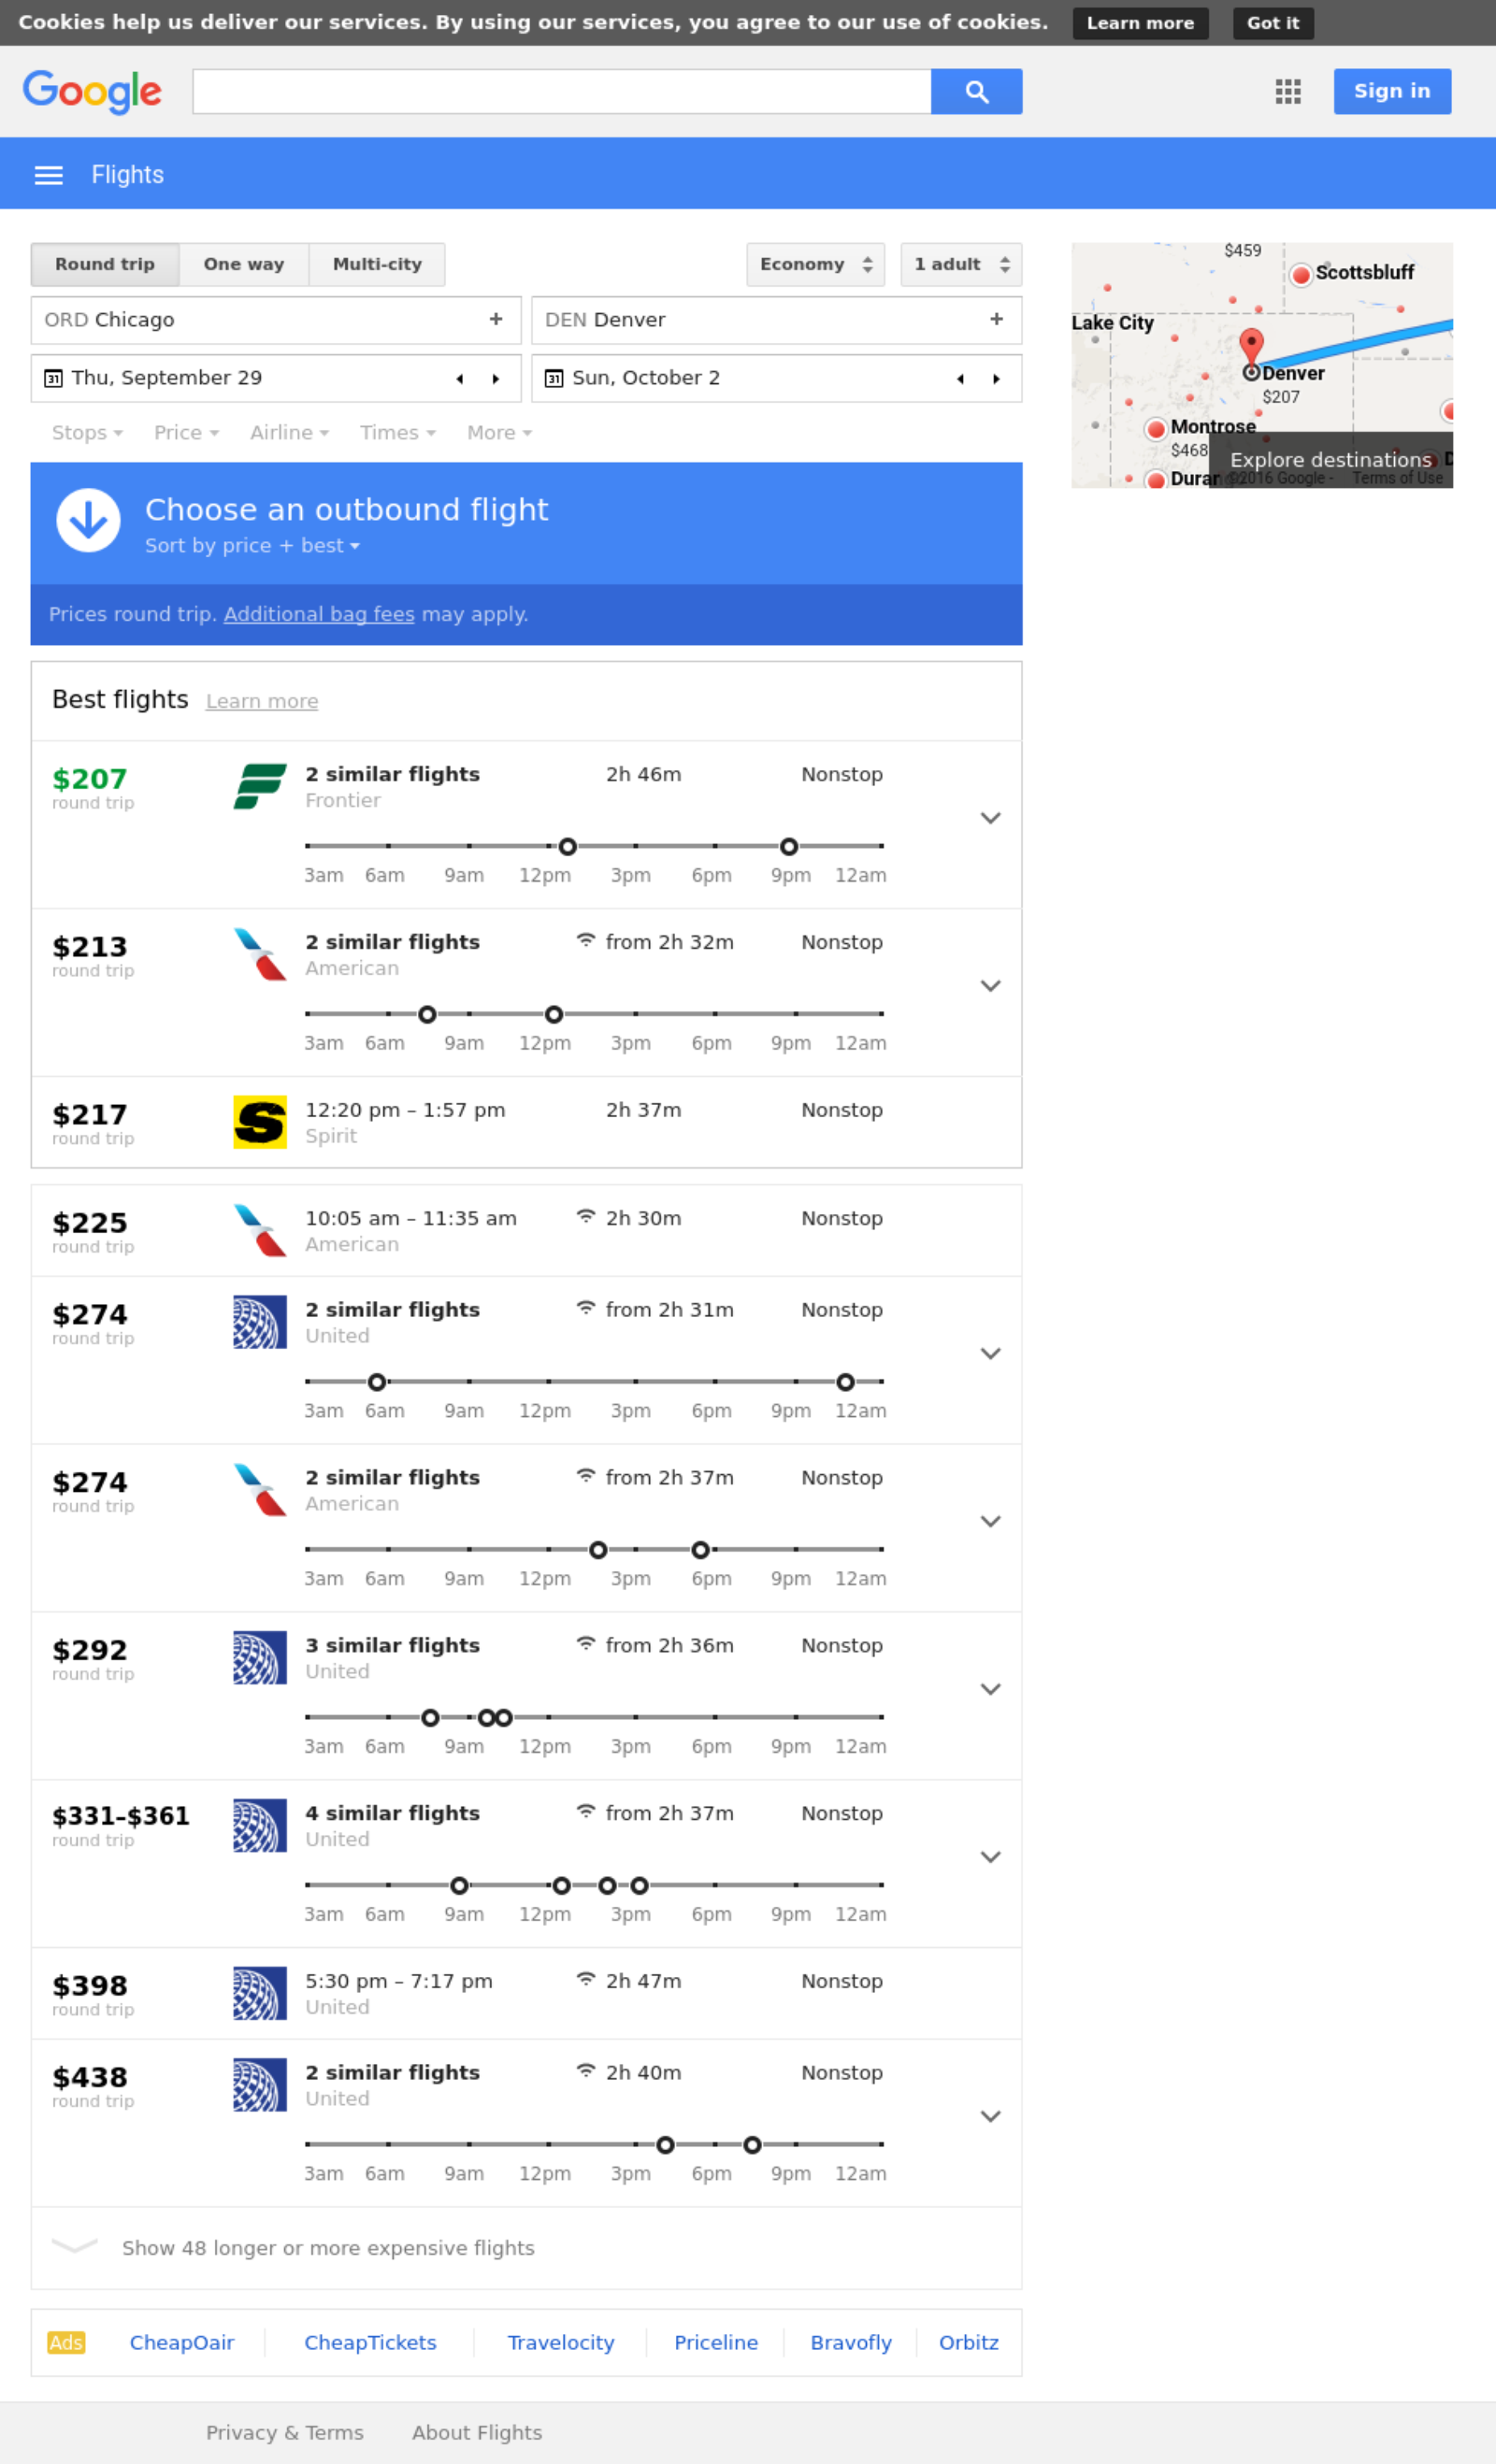 Cookies help us deliver our services. By using our services, you agree to our use of cookies. Learn more Got it
Google Sign in
Flights
Round trip One way Multi-city Economy 1 adult
ORD Chicago + DEN Denver +
31 Thu, September 29 31 Sun, October 2
Stops Price Airline Times More
$459
Scottsbluff
Lake City
Denver
$207
Montrose
$468
Explore destinations
Duran ©2016 Google - Terms of Use
Choose an outbound flight
Sort by price + best
Prices round trip. Additional bag fees may apply.
Best flights Learn more
$207 2 similar flights 2h 46m Nonstop
round trip Frontier
3am 6am 9am 12pm 3pm 6pm 9pm 12am
$213 2 similar flights from 2h 32m Nonstop
round trip American
3am 6am 9am 12pm 3pm 6pm 9pm 12am
$217 S 12:20 pm – 1:57 pm 2h 37m Nonstop
round trip Spirit
$225 10:05 am – 11:35 am 2h 30m Nonstop
round trip American
$274 2 similar flights from 2h 31m Nonstop
round trip United
3am 6am 9am 12pm 3pm 6pm 9pm 12am
$274 2 similar flights from 2h 37m Nonstop
round trip American
3am 6am 9am 12pm 3pm 6pm 9pm 12am
$292 3 similar flights from 2h 36m Nonstop
round trip United
3am 6am 9am 12pm 3pm 6pm 9pm 12am
$331–$361 4 similar flights from 2h 37m Nonstop
round trip United
3am 6am 9am 12pm 3pm 6pm 9pm 12am
$398 5:30 pm – 7:17 pm 2h 47m Nonstop
round trip United
$438 2 similar flights 2h 40m Nonstop
round trip United
3am 6am 9am 12pm 3pm 6pm 9pm 12am
Show 48 longer or more expensive flights
Ads CheapOair CheapTickets Travelocity Priceline Bravofly Orbitz
Privacy & Terms About Flights